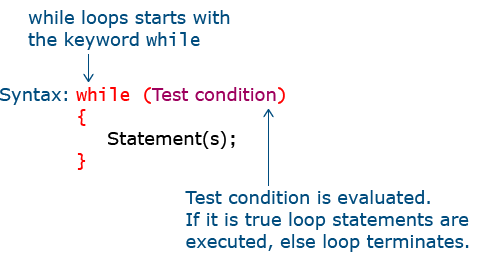 while loops starts with
the keyword while
Syntax: while (Test condition)
{
Statement(s);
}
Test condition is evaluated.
If it is true loop statements are
executed, else loop terminates.